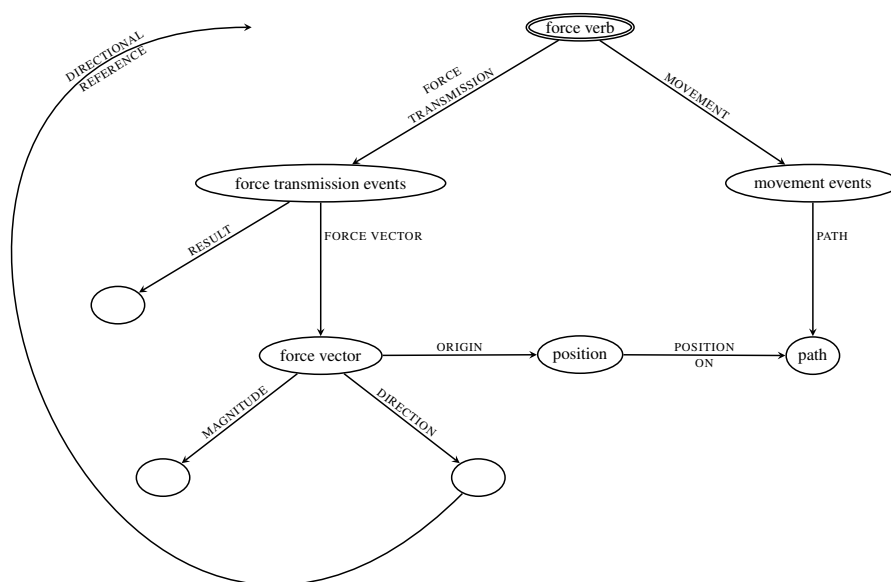 force verb
DIRECTIONAL
REFERENCE
FORCE
TRANSMISSION
MOVEMENT
force transmission events
movement events
RESULT
FORCE VECTOR
PATH
force vector
ORIGIN
position
POSITION
ON
path
MAGNITUDE
DIRECTION